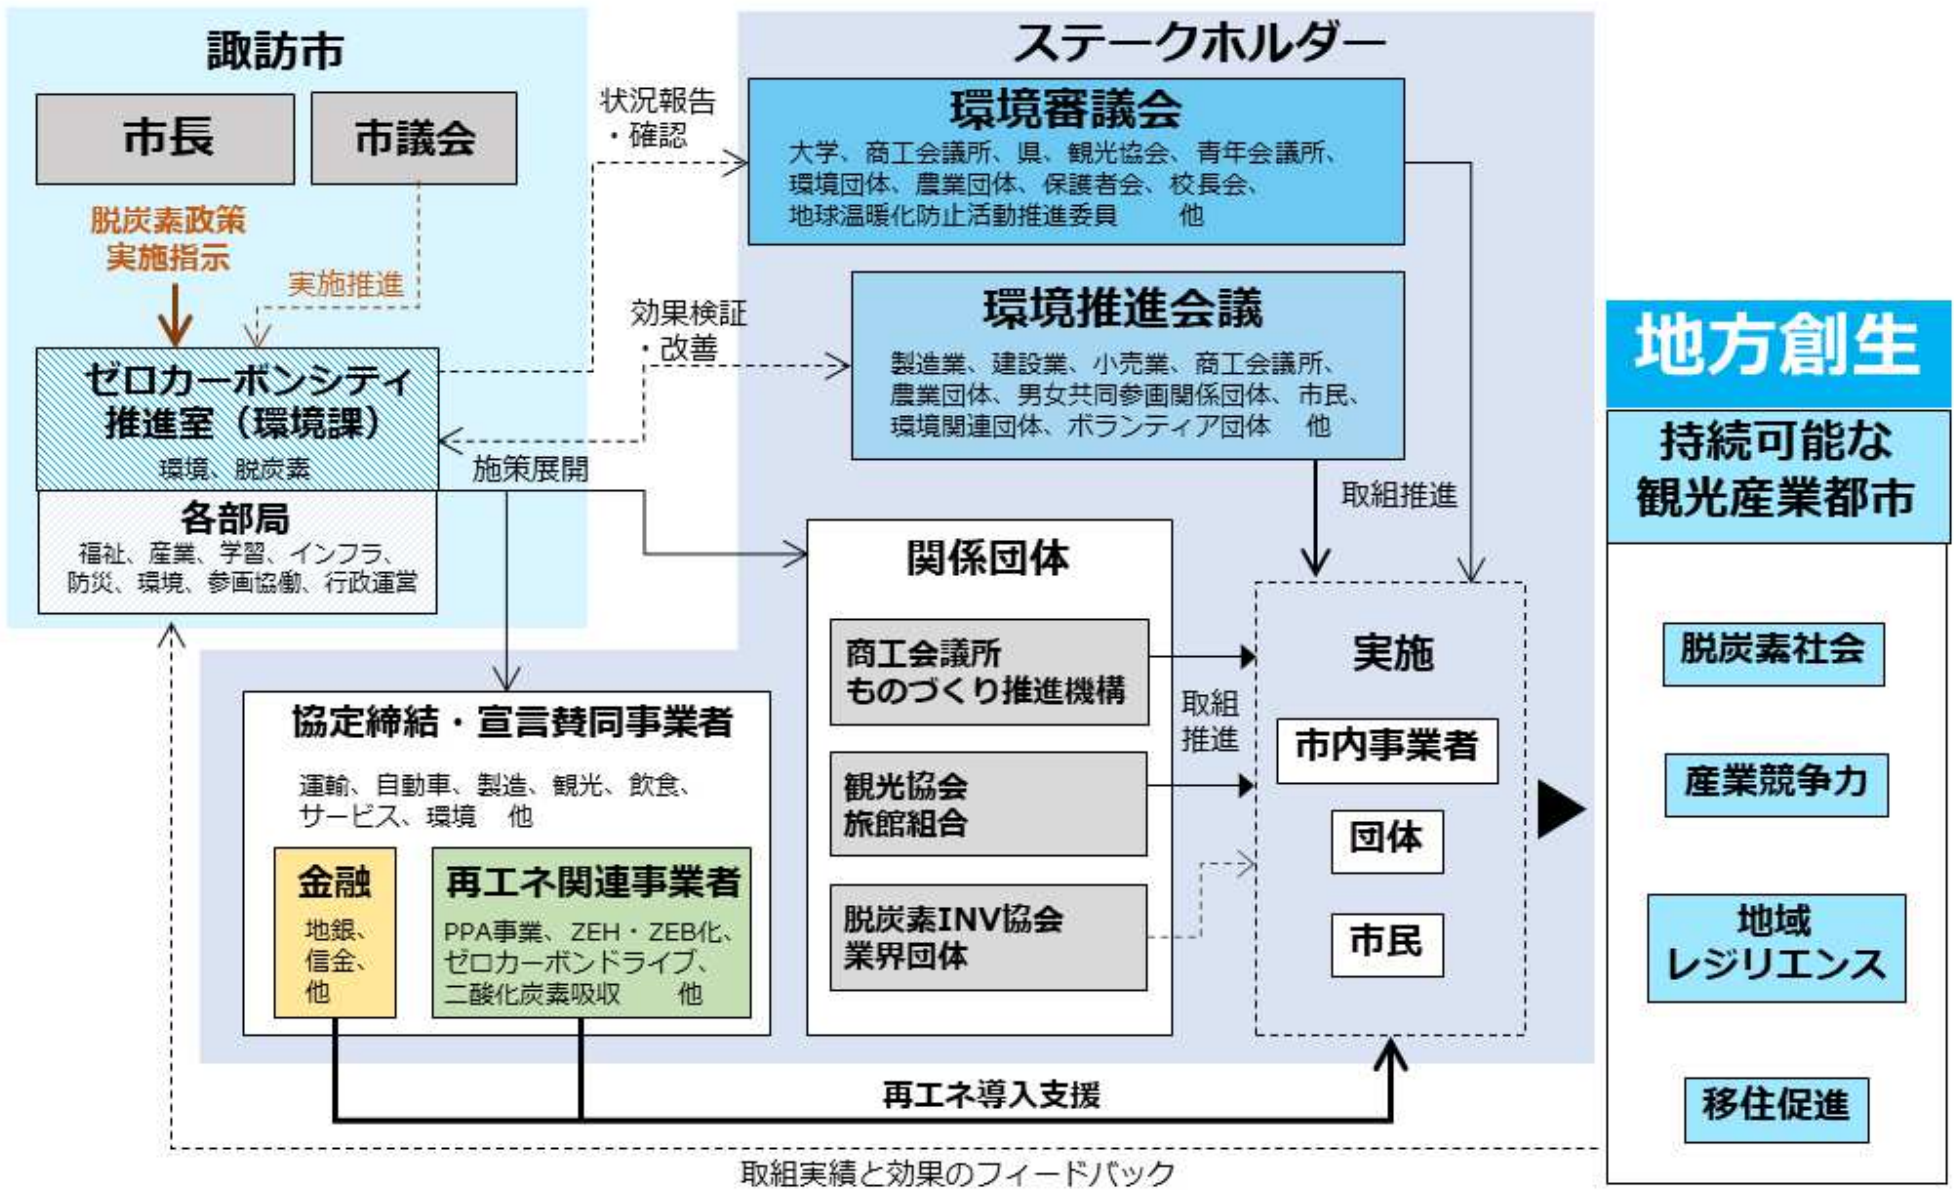 諏訪市
市長
市議会
脱炭素政策
実施指示
実施推進
ゼロカーボンシティ
推進室（環境課）
環境、脱炭素
各部局
福祉、産業、学習、インフラ、
防災、環境、参画協働、行政運営
状況報告
・確認
効果検証
・改善
施策展開
ステークホルダー
環境審議会
大学、商工会議所、県、観光協会、青年会議所、
環境団体、農業団体、保護者会、校長会、
地球温暖化防止活動推進委員　他
環境推進会議
製造業、建設業、小売業、商工会議所、
農業団体、男女共同参画関係団体、市民、
環境関連団体、ボランティア団体　他
取組推進
協定締結・宣言賛同事業者
運輸、自動車、製造、観光、飲食、
サービス、環境　他
金融
地銀、
信金、
他
再エネ関連事業者
PPA事業、ZEH・ZEB化、
ゼロカーボンドライブ、
二酸化炭素吸収　他
関係団体
商工会議所
ものづくり推進機構
観光協会
旅館組合
脱炭素INV協会
業界団体
取組
推進
実施
市内事業者
団体
市民
再エネ導入支援
取組実績と効果のフィードバック
地方創生
持続可能な
観光産業都市
脱炭素社会
産業競争力
地域
レジリエンス
移住促進